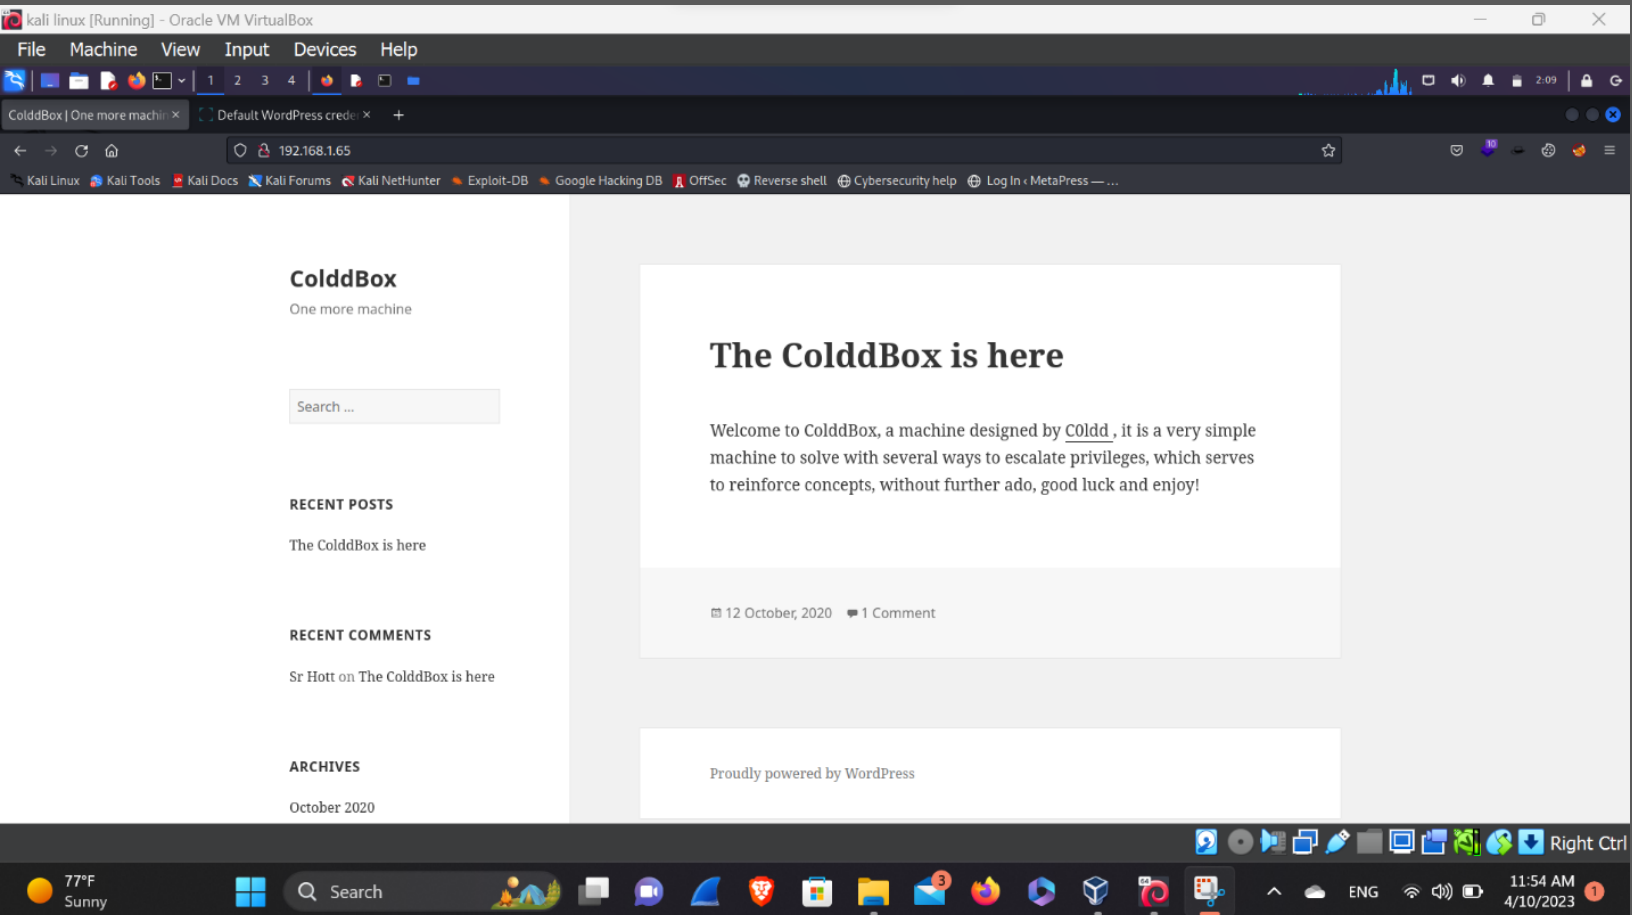 kali linux [Running] - Oracle VM VirtualBox
File Machine View Input Devices Help
1 2 3 4 2:09
ColddBox | One more machin Default WordPress crede
192.168.1.65
10
Kali Linux Kali Tools Kali Docs Kali Forums Kali NetHunter Exploit-DB Google Hacking DB OffSec Reverse shell Cybersecurity help Log In ‹ MetaPress — ...
ColddBox
One more machine
Search ...
RECENT POSTS
The ColddBox is here
RECENT COMMENTS
Sr Hott on The ColddBox is here
ARCHIVES
October 2020
The ColddBox is here
Welcome to ColddBox, a machine designed by C0ldd , it is a very simple
machine to solve with several ways to escalate privileges, which serves
to reinforce concepts, without further ado, good luck and enjoy!
12 October, 2020 1 Comment
Proudly powered by WordPress
Right Ctrl
77°F
Sunny
Search
3
64
ENG
11:54 AM
4/10/2023
1